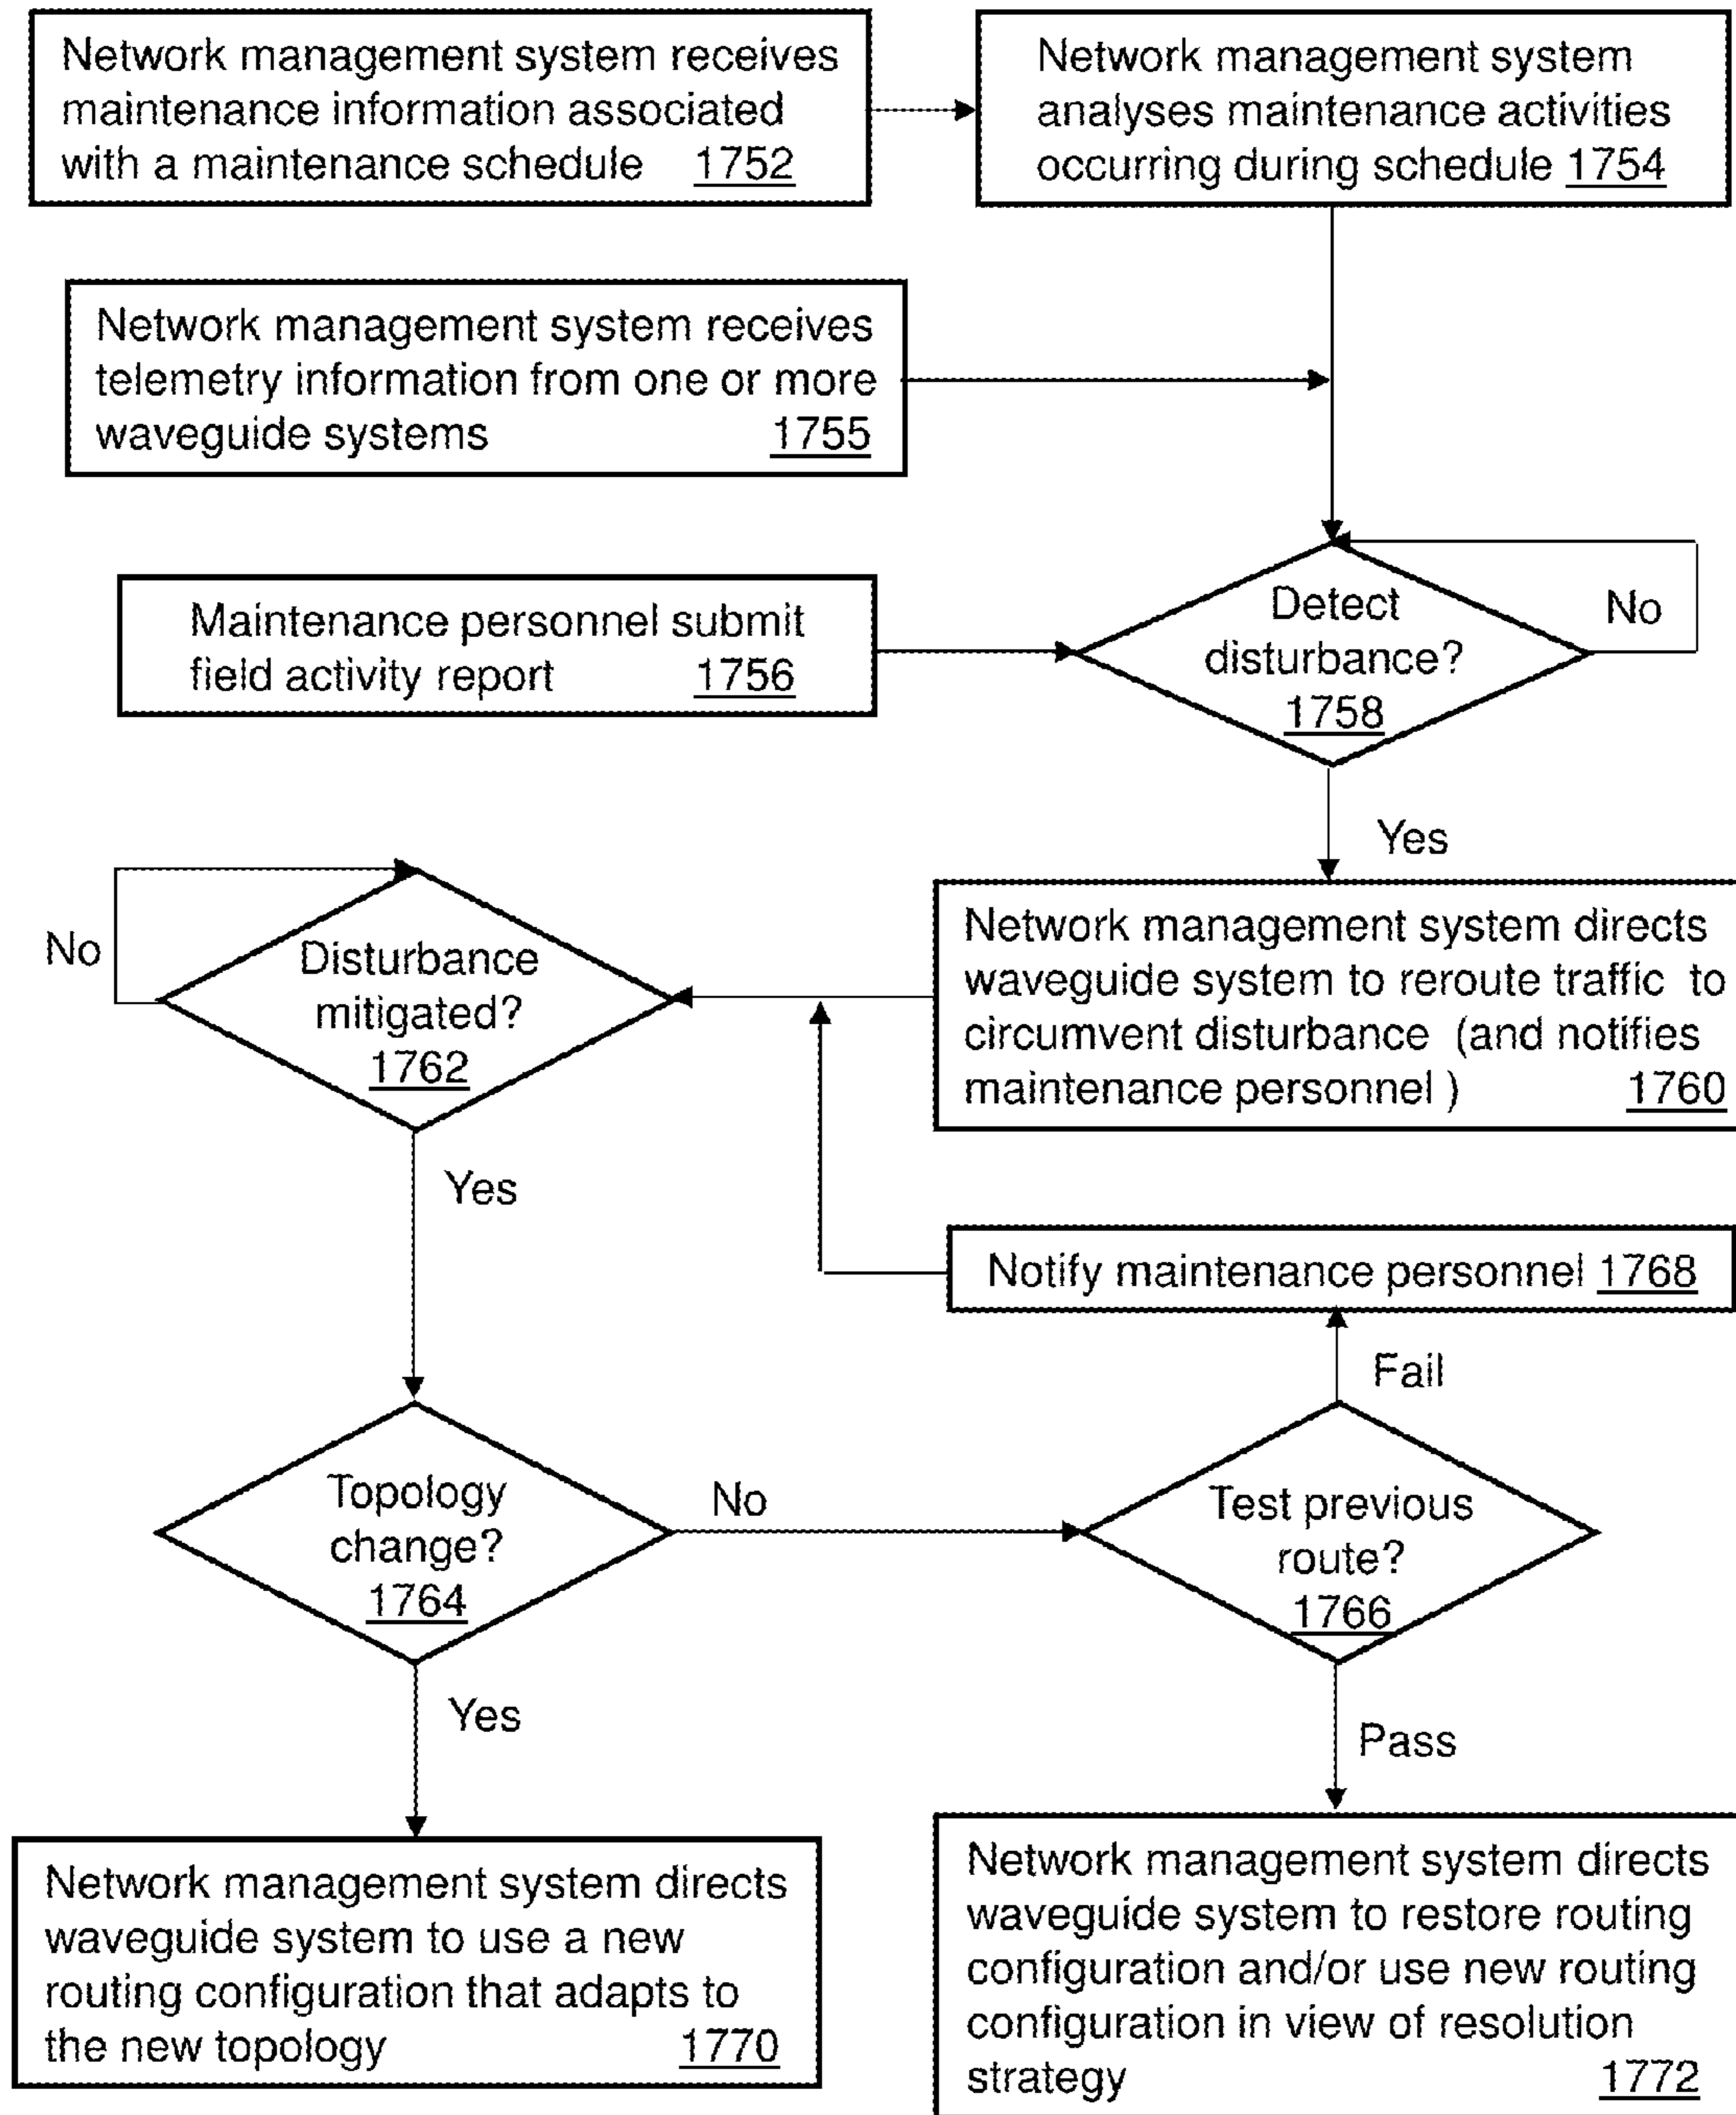 Network management system receives
maintenance information associated
with a maintenance schedule 1752
Network management system
analyses maintenance activities
occurring during schedule 1754
Network management system receives
telemetry information from one or more
waveguide systems 1755
Maintenance personnel submit
field activity report 1756
Detect
disturbance?
1758
No
Yes
Network management system directs
waveguide system to reroute traffic to
circumvent disturbance (and notifies
maintenance personnel ) 1760
No
Disturbance
mitigated?
1762
Yes
Notify maintenance personnel 1768
Fail
Topology
change?
1764
No
Test previous
route?
1766
Yes
Pass
Network management system directs
waveguide system to use a new
routing configuration that adapts to
the new topology 1770
Network management system directs
waveguide system to restore routing
configuration and/or use new routing
configuration in view of resolution
strategy 1772